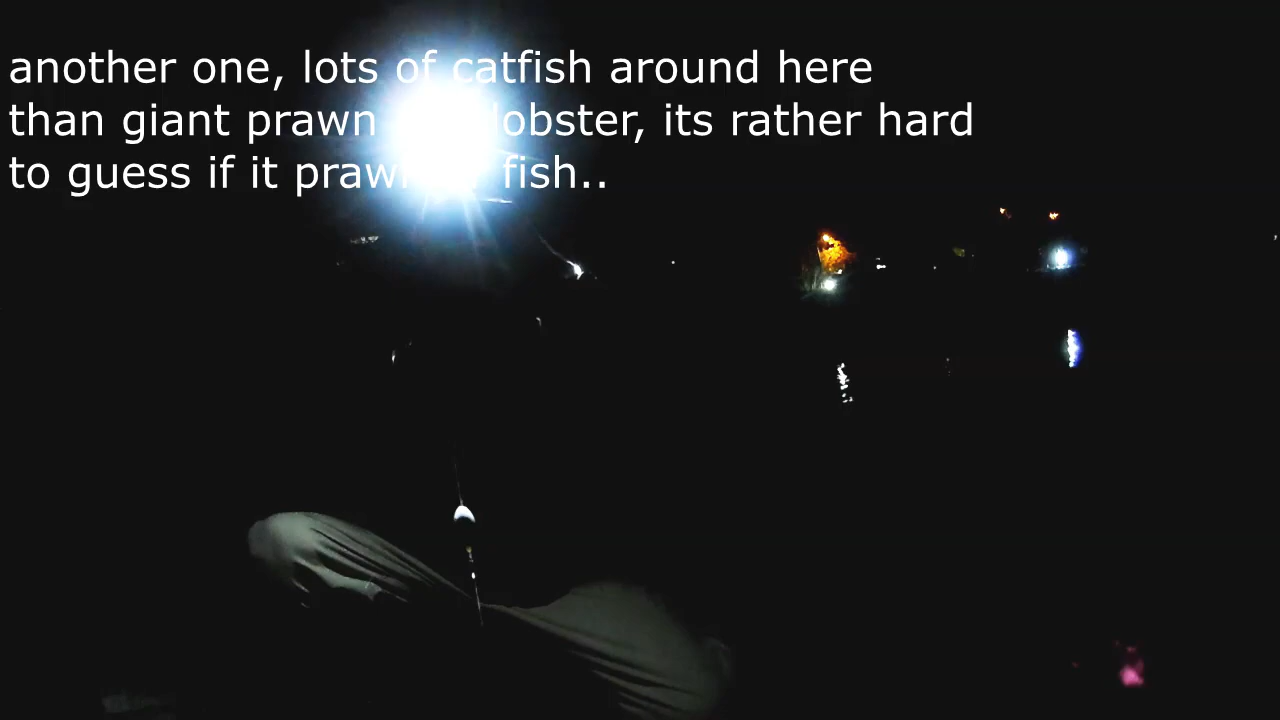 another one, lots of catfish around here
than giant prawn lobster, its rather hard
to guess if it prawn fish..